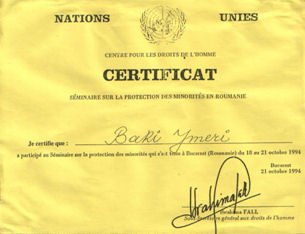 NATIONS UNIES
CENTRE POUR LES DROITS DE L'HOMME
CERTIFICAT
SÉMINAIRE SUR LA PROTECTION DES MINORITÉS EN ROUMANIE
Je certifie que : Baki Ymeri
a participé au Séminaire sur la protection des minorités qui s'est tenu à Bucarest (Roumanie) du 18 au 21 octobre 1994
Bucarest
21 octobre 1994
Ibrahima FALL
Sous-Secrétaire général aux droits de l'homme